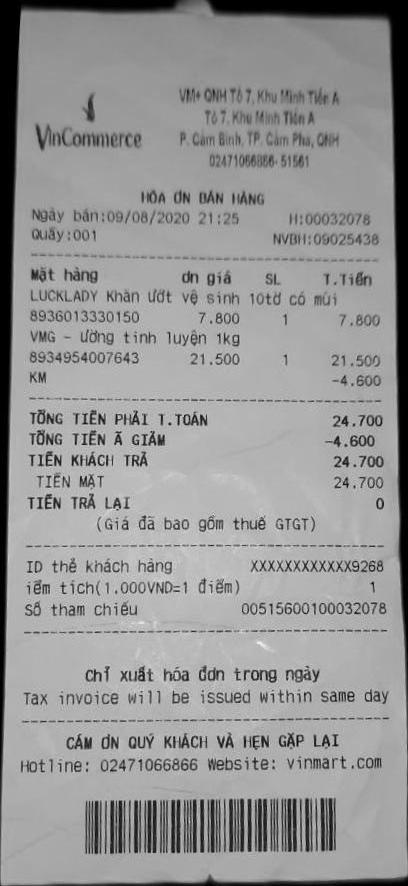 VinCommerce
VM+ QNH Tổ 7, Khu Minh Tiến A
Tổ 7, Khu Minh Tiến A
P. Cẩm Bình, TP. Cẩm Phả, QNH
02471066866- 51561
HÓA ƠN BÁN HÀNG
Ngày bán:09/08/2020 21:25 H:00032078
Quầy:001 NVBH:09025438
Mặt hàng ơn giá SL T.Tiền
LUCKLADY Khăn ướt vệ sinh 10tờ có mùi
8936013330150 7.800 1 7.800
VMG - ường tinh luyện 1kg
8934954007643 21.500 1 21.500
KM -4.600
TỔNG TIỀN PHẢI T.TOÁN 24.700
TỔNG TIỀN Ã GIẢM -4.600
TIỀN KHÁCH TRẢ 24.700
TIỀN MẶT 24.700
TIỀN TRẢ LẠI 0
(Giá đã bao gồm thuế GTGT)
ID thẻ khách hàng XXXXXXXXXXXX9268
iểm tích(1.000VND=1 điểm) 1
Số tham chiếu 00515600100032078
Chỉ xuất hóa đơn trong ngày
Tax invoice will be issued within same day
CẢM ƠN QUÝ KHÁCH VÀ HẸN GẶP LẠI
Hotline: 02471066866 Website: vinmart.com